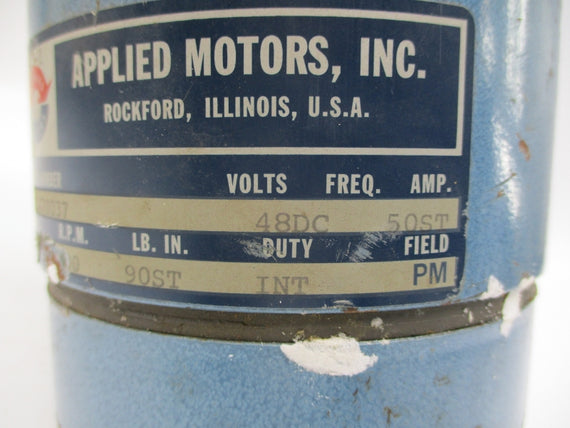 APPLIED MOTORS, INC.
ROCKFORD, ILLINOIS, U.S.A.
VOLTS FREQ. AMP.
48DC 50ST
R.P.M. LB. IN. DUTY FIELD
90ST INT PM